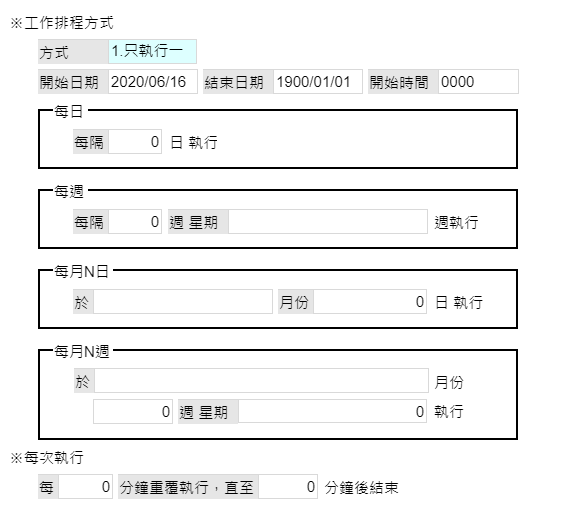 ※工作排程方式
方式 1.只執行一
開始日期 2020/06/16 結束日期 1900/01/01 開始時間 0000
每日
每隔 0 日 執行
每週
每隔 0 週 星期 週執行
每月N日
於 月份 0 日 執行
每月N週
於 月份
0 週 星期 0 執行
※每次執行
每 0 分鐘重覆執行，直至 0 分鐘後結束